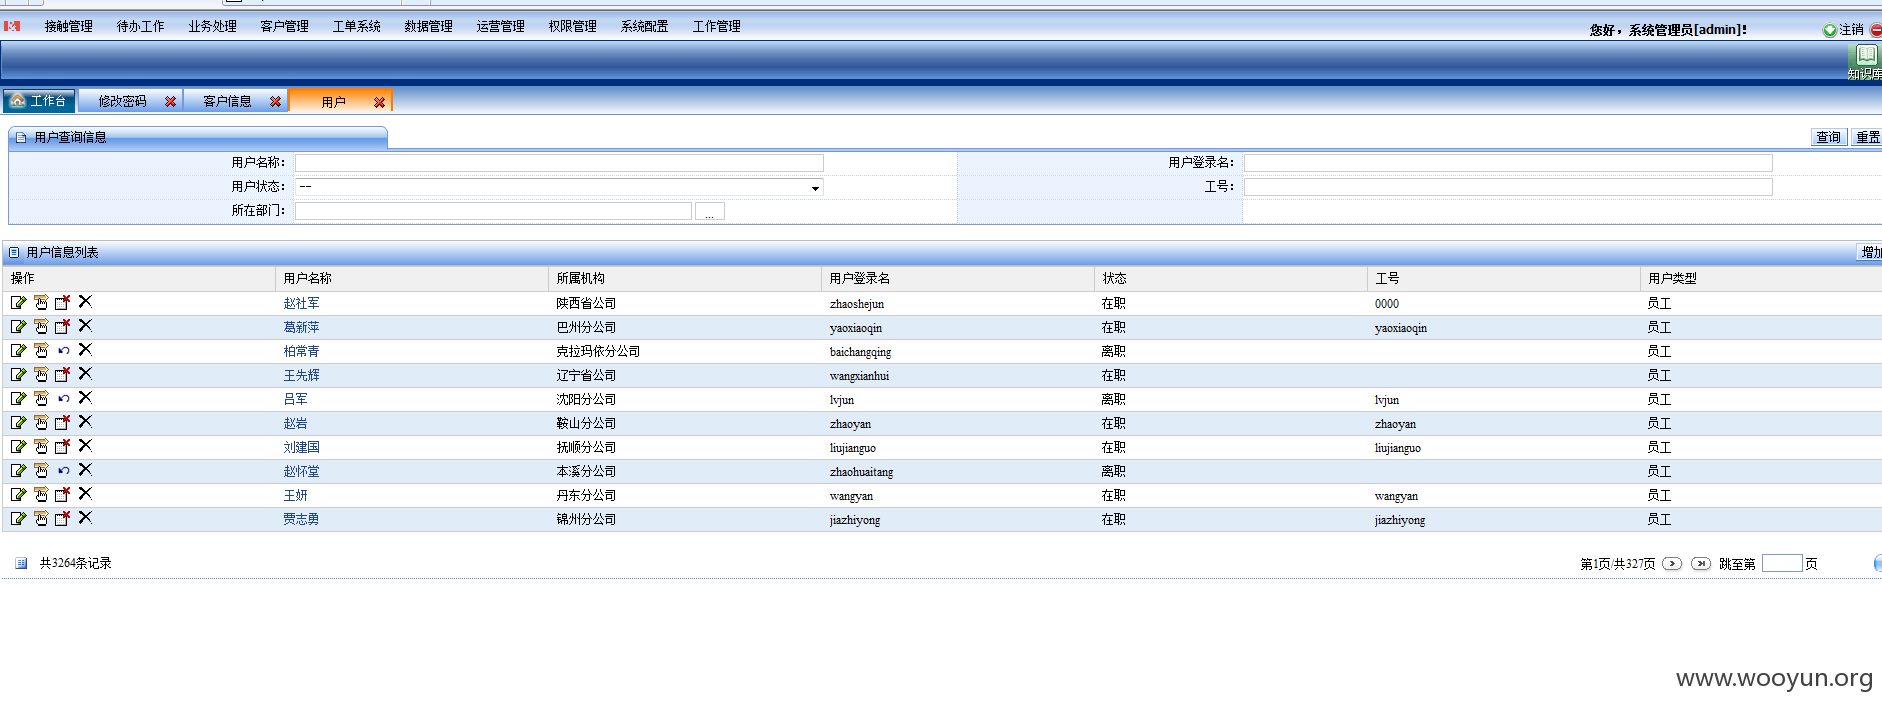 接触管理 待办工作 业务处理 客户管理 工单系统 数据管理 运营管理 权限管理 系统配置 工作管理 您好，系统管理员[admin]! 注销
知识库
工作台 修改密码 客户信息 用户
用户查询信息 查询 重置
用户名称： 用户登录名：
用户状态： -- 工号：
所在部门： ...
用户信息列表 增加
操作 用户名称 所属机构 用户登录名 状态 工号 用户类型
赵社军 陕西省公司 zhaoshejun 在职 0000 员工
葛新萍 巴州分公司 yaoxiaoqin 在职 yaoxiaoqin 员工
柏常青 克拉玛依分公司 baichangqing 离职 员工
王先辉 辽宁省公司 wangxianhui 在职 员工
吕军 沈阳分公司 lvjun 离职 lvjun 员工
赵岩 鞍山分公司 zhaoyan 在职 zhaoyan 员工
刘建国 抚顺分公司 liujianguo 在职 liujianguo 员工
赵怀堂 本溪分公司 zhaohuaitang 离职 员工
王妍 丹东分公司 wangyan 在职 wangyan 员工
贾志勇 锦州分公司 jiazhiyong 在职 jiazhiyong 员工
共3264条记录 第1页/共327页 跳至第 页
www.wooyun.org